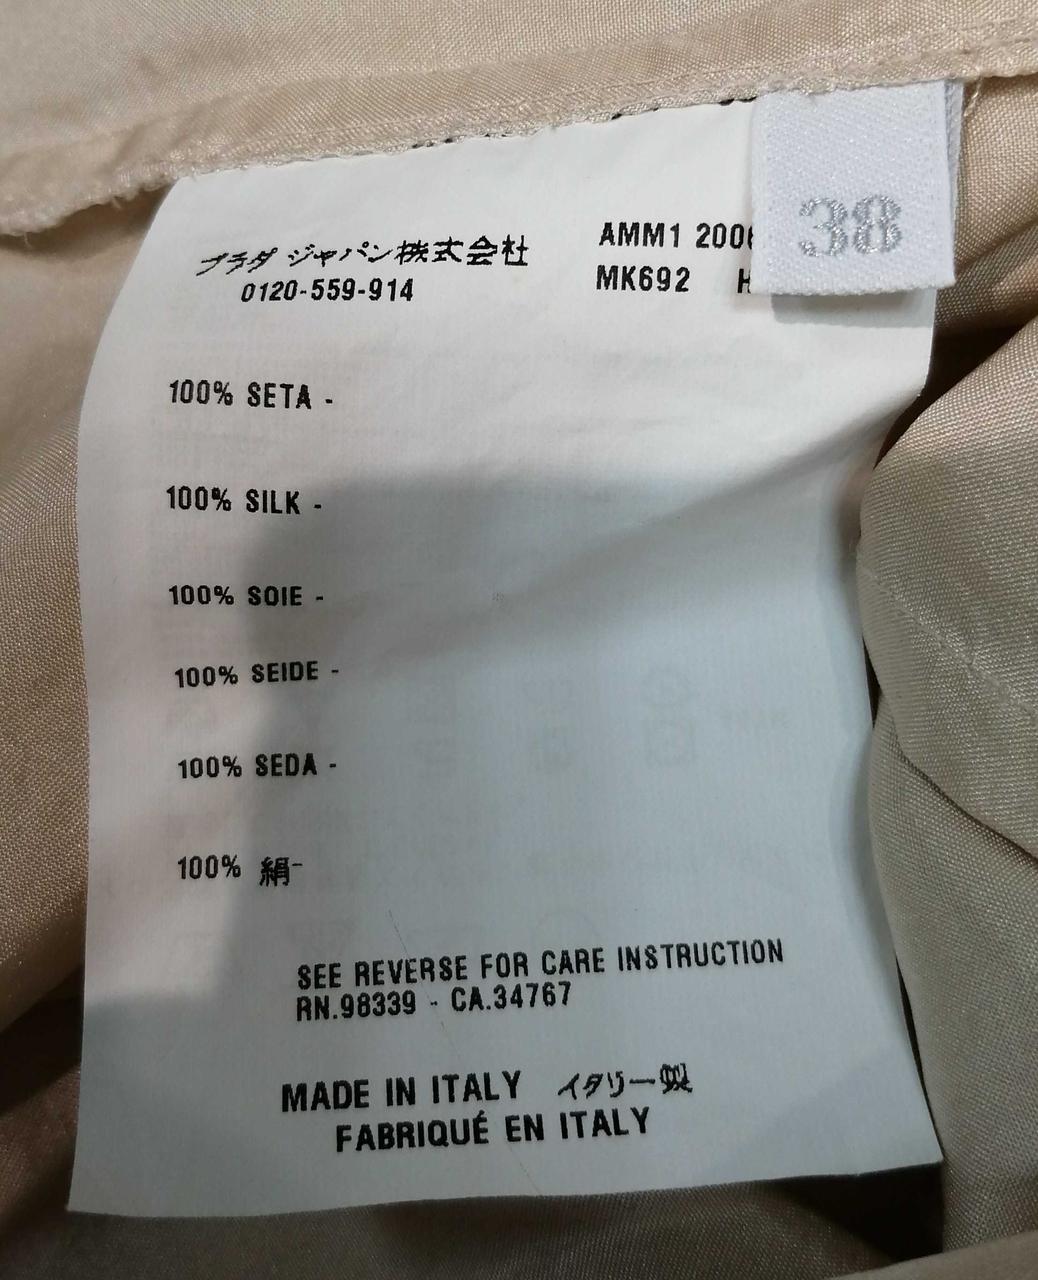 プラダ ジャパン株式会社
0120-559-914
AMM1 200
MK692
38
100% SETA -
100% SILK -
100% SOIE -
100% SEIDE -
100% SEDA -
100% 絹-
SEE REVERSE FOR CARE INSTRUCTION
RN.98339 - CA.34767
MADE IN ITALY イタリー製
FABRIQUÉ EN ITALY